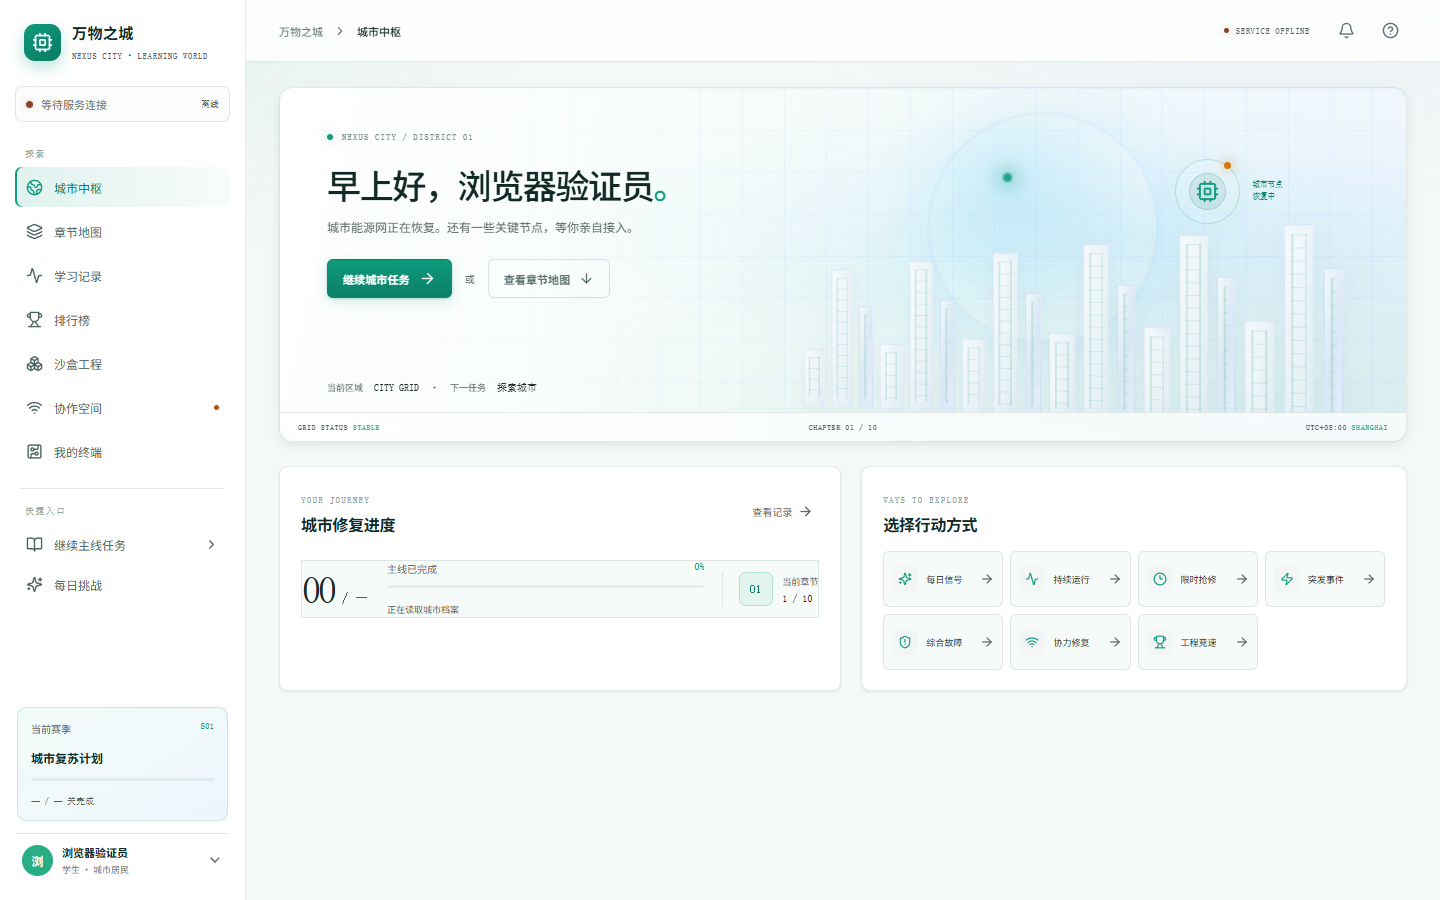 万物之城
NEXUS CITY • LEARNING WORLD
等待服务连接 离线
探索
城市中枢
章节地图
学习记录
排行榜
沙盒工程
协作空间
我的终端
快捷入口
继续主线任务
每日挑战
当前赛季 S01
城市复苏计划
— / — 关完成
浏
浏览器验证员
学生 · 城市居民
万物之城 > 城市中枢
SERVICE OFFLINE
NEXUS CITY / DISTRICT 01
早上好，浏览器验证员。
城市能源网正在恢复。还有一些关键节点，等你亲自接入。
继续城市任务 → 或 查看章节地图 ↓
当前区域 CITY GRID • 下一任务 探索城市
城市节点
恢复中
GRID STATUS STABLE
CHAPTER 01 / 10
UTC+08:00 SHANGHAI
YOUR JOURNEY
城市修复进度
查看记录 →
00 / —
主线已完成 0%
正在读取城市档案
01
当前章节
1 / 10
WAYS TO EXPLORE
选择行动方式
每日信号 →
持续运行 →
限时抢修 →
突发事件 →
综合故障 →
协力修复 →
工程竞速 →